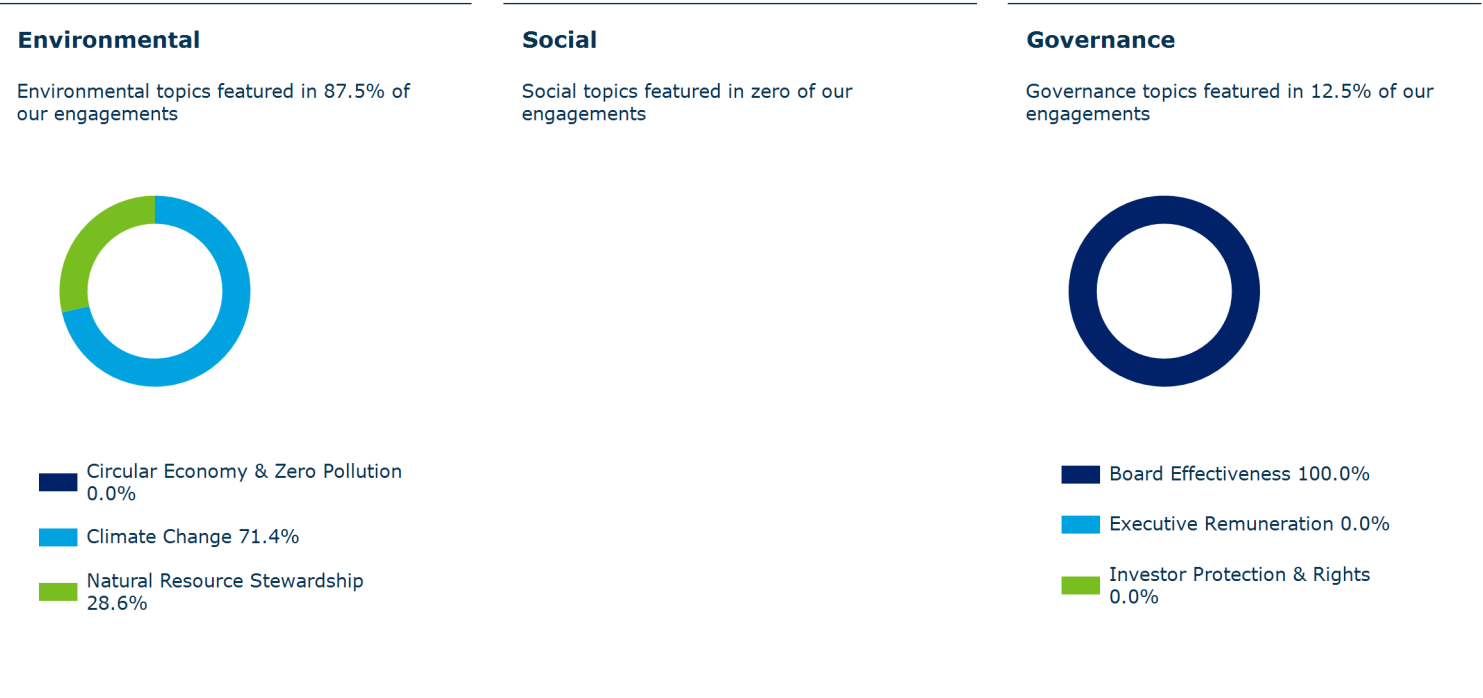 Environmental
Environmental topics featured in 87.5% of
our engagements
Circular Economy & Zero Pollution
0.0%
Climate Change 71.4%
Natural Resource Stewardship
28.6%
Social
Social topics featured in zero of our
engagements
Governance
Governance topics featured in 12.5% of our
engagements
Board Effectiveness 100.0%
Executive Remuneration 0.0%
Investor Protection & Rights
0.0%